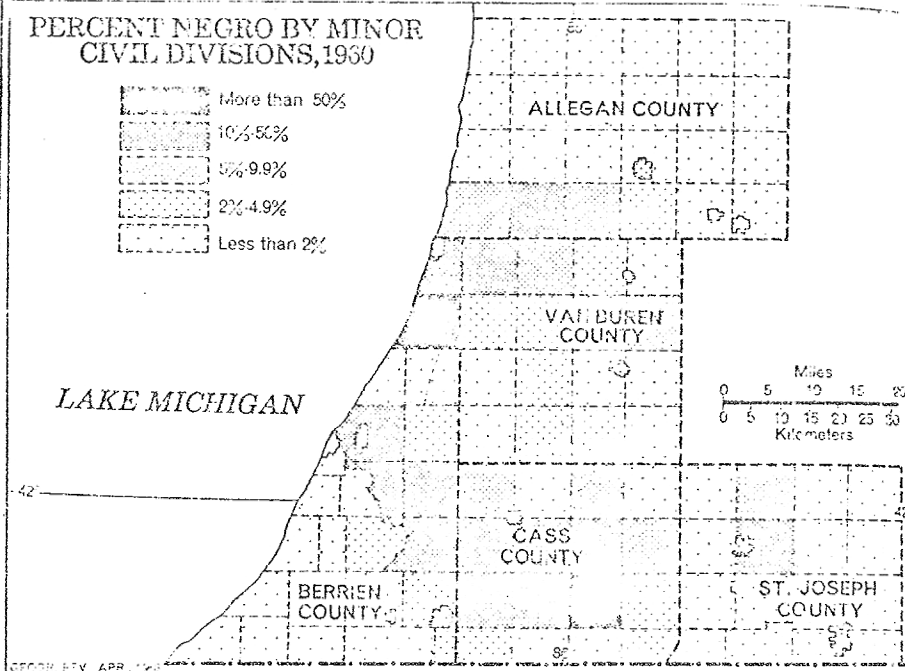 PERCENT NEGRO BY MINOR
CIVIL DIVISIONS, 1960
More than 50%
10%-50%
5%-9.9%
2%-4.9%
Less than 2%
ALLEGAN COUNTY
VAN BUREN
COUNTY
LAKE MICHIGAN
Miles
0 5 10 15 20
0 5 10 15 20 25 30
Kilometers
42°
CASS
COUNTY
BERRIEN
COUNTY
ST. JOSEPH
COUNTY